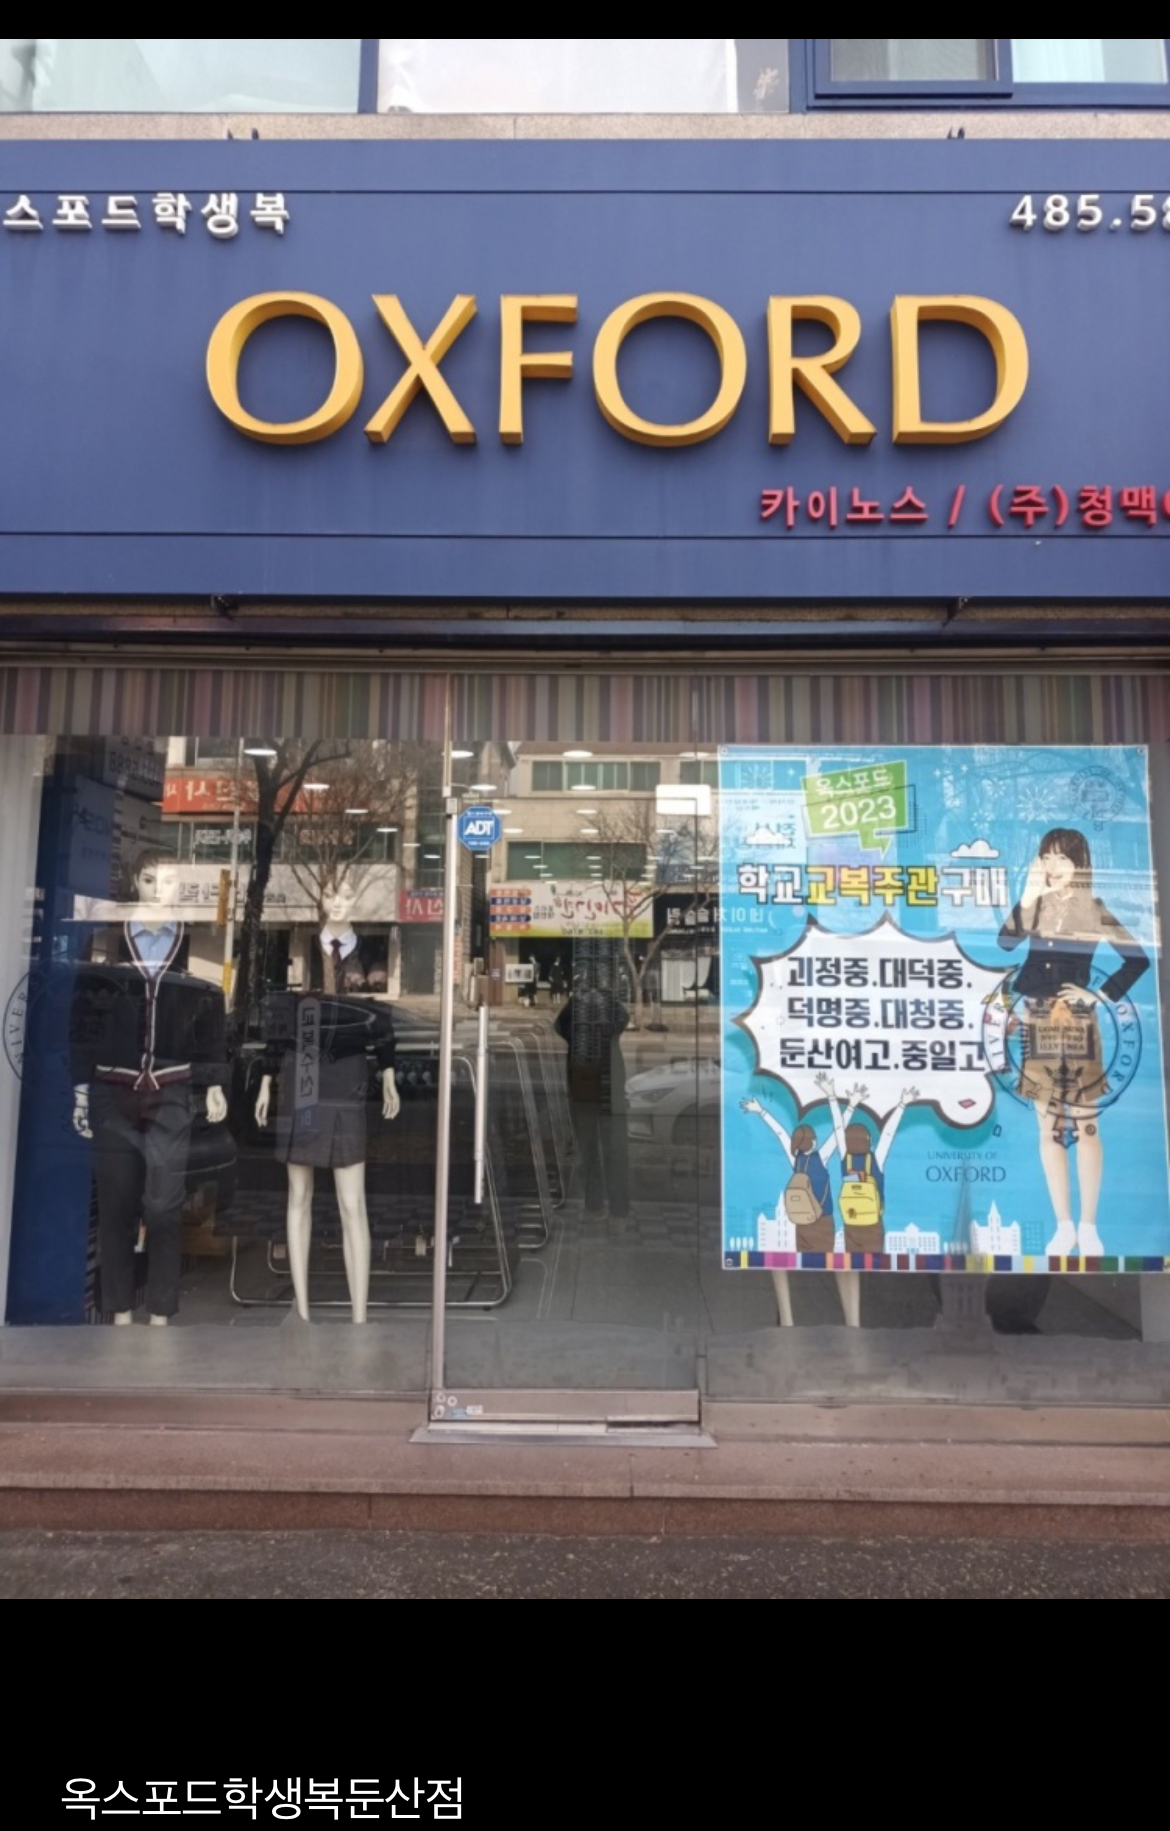 스포드학생복
485.5
OXFORD
카이노스 / (주)청맥
ADT
옥스포드
2023
학교교복주관구매
괴정중.대덕중.
덕명중.대청중.
둔산여고.중일고
UNIVERSITY OF
OXFORD
OXFORD
옥스포드학생복둔산점